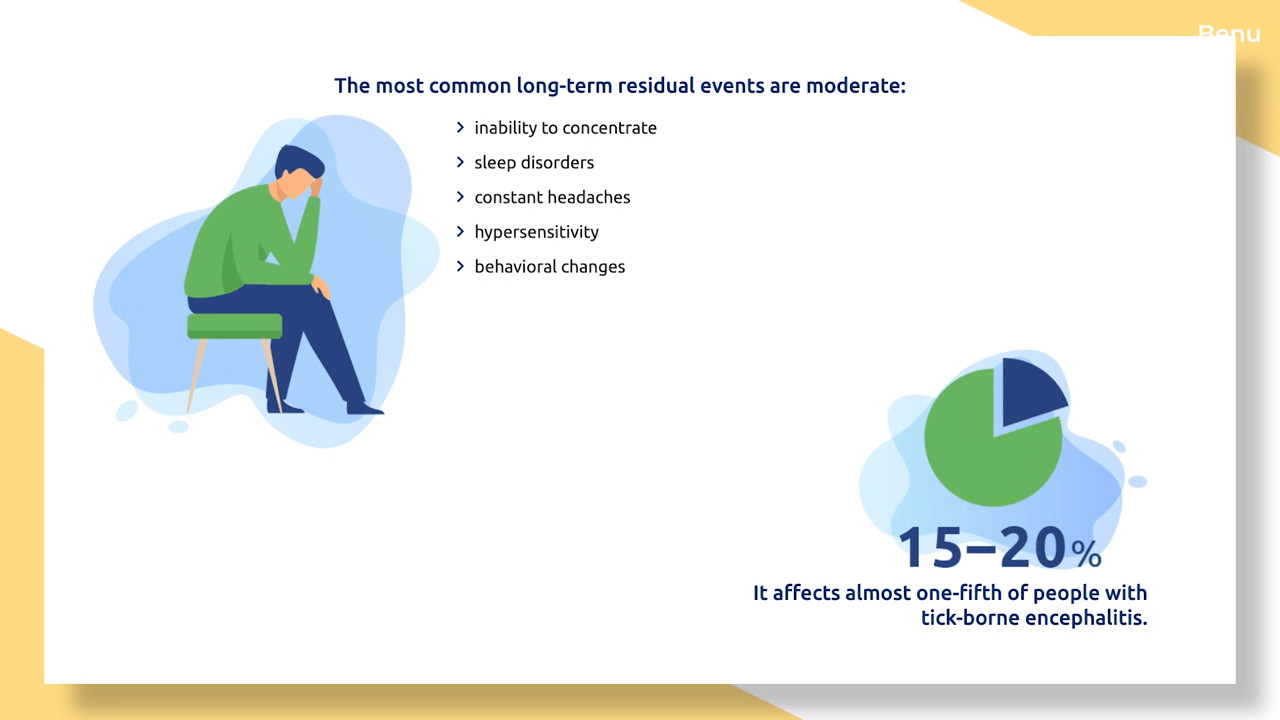 Benu
The most common long-term residual events are moderate:
inability to concentrate
sleep disorders
constant headaches
hypersensitivity
behavioral changes
15–20%
It affects almost one-fifth of people with
tick-borne encephalitis.